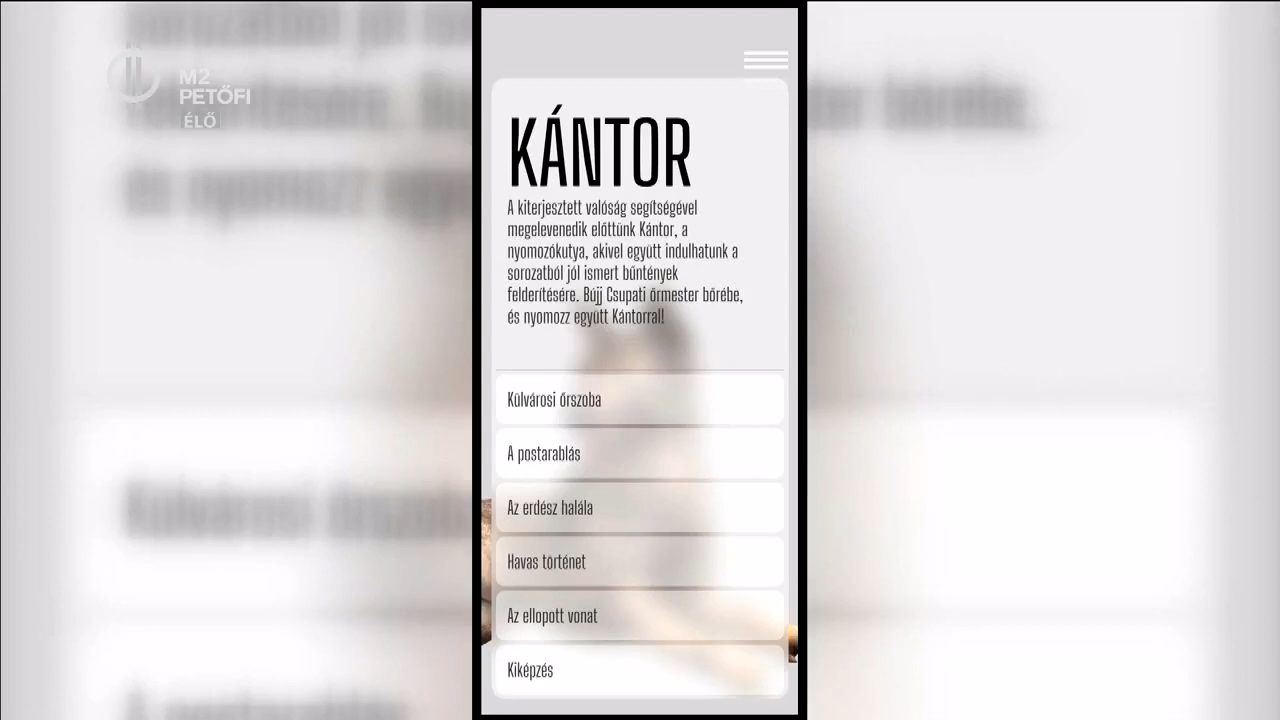 M2
PETŐFI
ÉLŐ
KÁNTOR
A kiterjesztett valóság segítségével
megelevenedik előttünk Kántor, a
nyomozókutya, akivel együtt indulhatunk a
sorozatból jól ismert bűntények
felderítésére. Bújj Csupati őrmester bőrébe,
és nyomozz együtt Kántorral!
Külvárosi őrszoba
A postarablás
Az erdész halála
Havas történet
Az ellopott vonat
Kiképzés